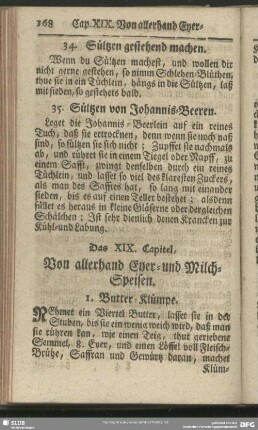 168 Cap. XIX. Von allerhand Eyer-
34. Sültzen gestehend machen.
Wenn du Sültzen machest, und wollen dir
nicht gerne gestehen, so nimm Schlehen-Blüthen,
thue sie in ein Tüchlein, hängs in die Sültzen, laß
mit sieden, so gestehets bald.
35. Sültzen von Johannis-Beeren.
Leget die Johannis-Beerlein auf ein reines
Tuch, daß sie ertrocknen, denn wenn sie noch naß
sind, so sültzen sie sich nicht; Zupffet sie nachmals
ab, und rühret sie in einem Tiegel oder Napff, zu
einem Safft, zwingt denselben durch ein reines
Tüchlein, und lasset so viel des klaresten Zuckers,
als man des Safftes hat, so lang mit einander
sieden, bis es auf einen Teller bestehet; alsdenn
füllet es heraus in kleine Gläserne oder dergleichen
Schälchen; Ist sehr dienlich denen Krancken zur
Kühl- und Labung.
Das XIX. Capitel,
Von allerhand Eyer- und Milch-
Speisen.
1. Butter-Klümpe.
Nehmet ein Viertel Butter, lasset sie in der
Stuben, bis sie ein wenig weich wird, daß man
sie rühren kan, wie einen Teig, thut geriebene
Semmel, 8. Eyer, und einen Löffel voll Fleisch-
Brühe, Saffran und Gewürtz daran, machet
Klüm-
SLUB
DFG